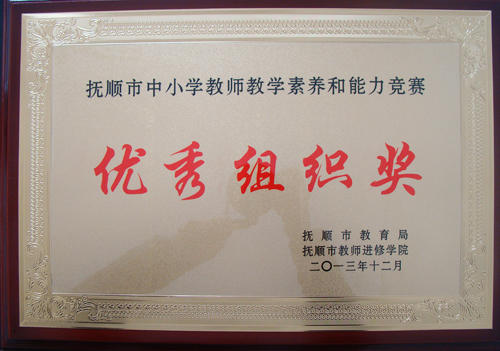 抚顺市中小学教师教学素养和能力竞赛
优秀组织奖
抚顺市教育局
抚顺市教师进修学院
二〇一三年十二月